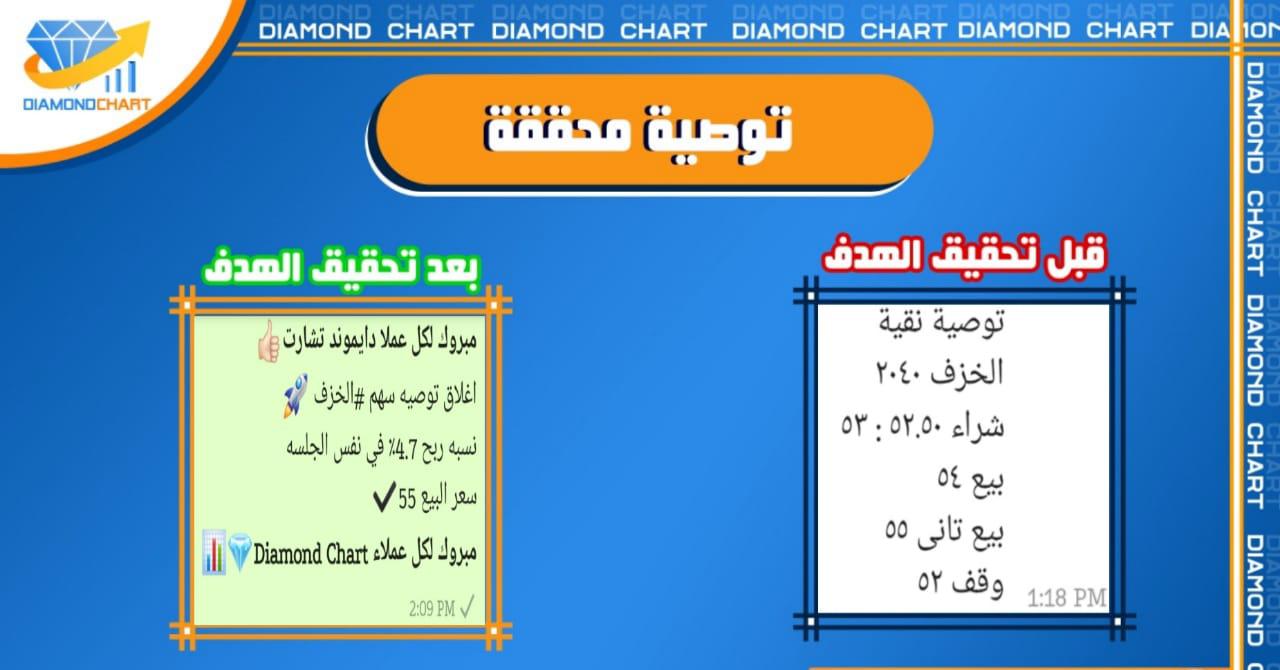 DIAMOND CHART DIAMOND CHART DIAMOND CHART DIAMOND CHART DIAMOND
DIAMONDCHART
توصية محققة
قبل تحقيق الهدف
توصية نقية
الخزف ٢٠٤٠
شراء ٥٢.٥٠ : ٥٣
بيع ٥٤
بيع تانى ٥٥
وقف ٥٢
1:18 PM
بعد تحقيق الهدف
مبروك لكل عملا دايموند تشارت👍🏻
اغلاق توصيه سهم #الخزف 🚀
نسبه ربح 4.7٪ في نفس الجلسه
سعر البيع 55✔
مبروك لكل عملاء Diamond Chart💎📊
2:09 PM ✓
DIAMOND CHART DIAMOND CHART DIAMOND C